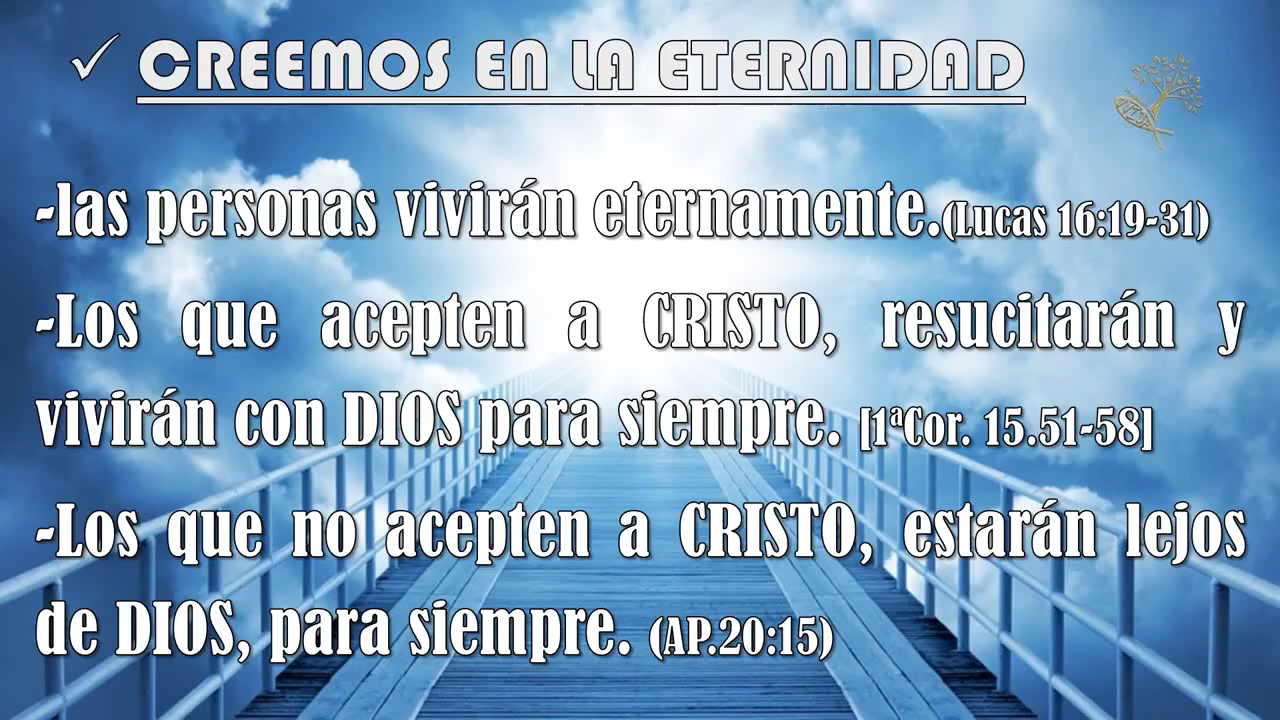 ✓ CREEMOS EN LA ETERNIDAD
-las personas vivirán eternamente.(Lucas 16:19-31)
-Los que acepten a CRISTO, resucitarán y
vivirán con DIOS para siempre. [1ªCor. 15.51-58]
-Los que no acepten a CRISTO, estarán lejos
de DIOS, para siempre. (AP.20:15)